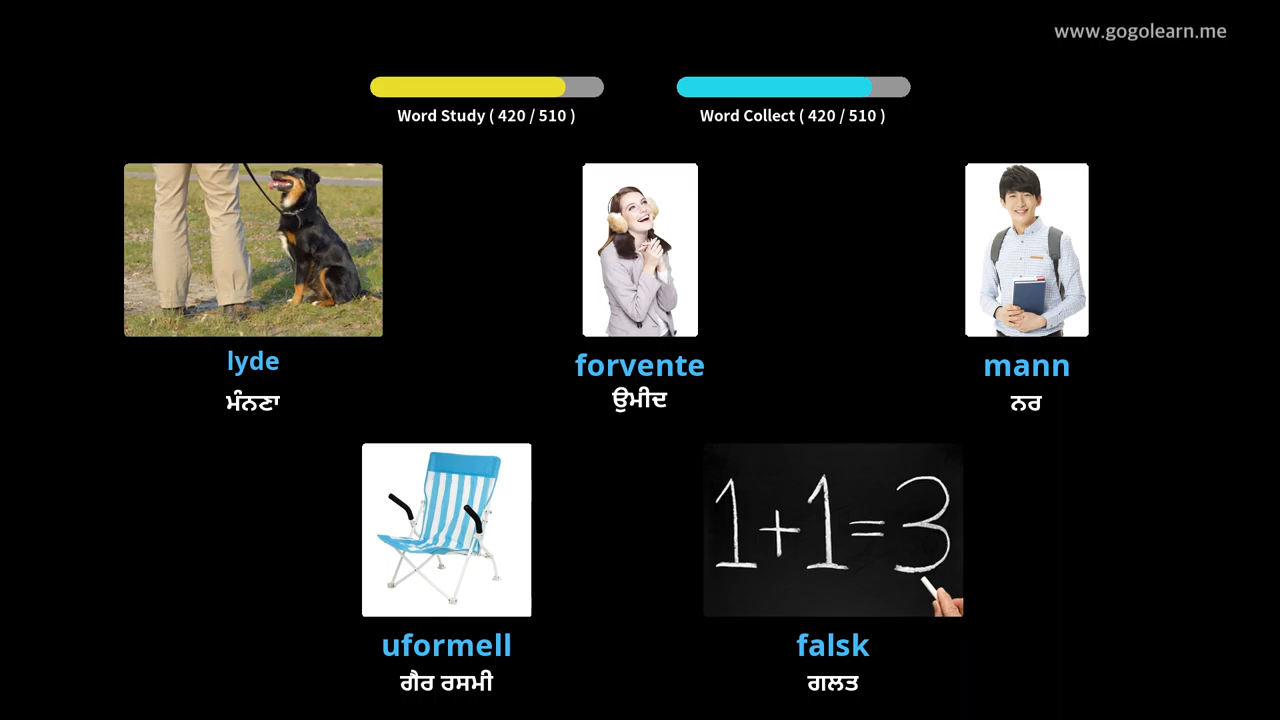 www.gogolearn.me
Word Study ( 420 / 510 )
Word Collect ( 420 / 510 )
lyde
ਮੰਨਣਾ
forvente
ਉਮੀਦ
mann
ਨਰ
uformell
ਗੈਰ ਰਸਮੀ
1+1=3
falsk
ਗਲਤ